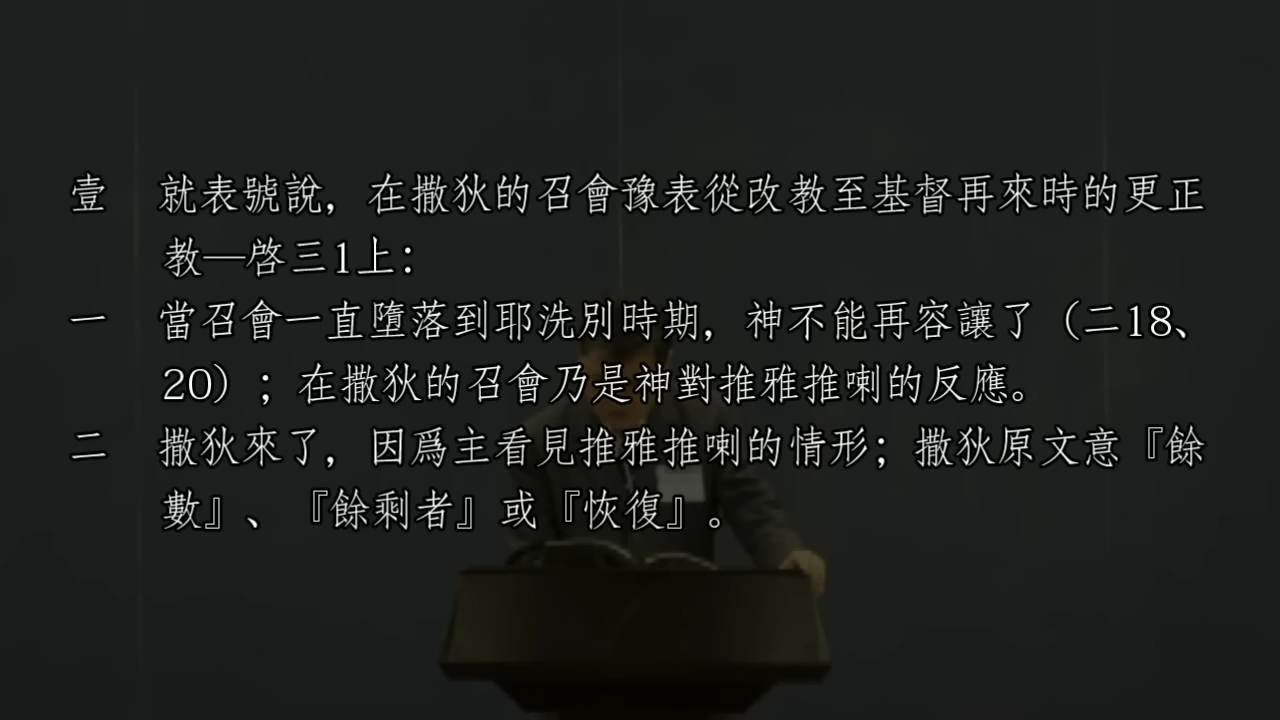 壹 就表號說，在撒狄的召會豫表從改教至基督再來時的更正
教—啓三1上：
一 當召會一直墮落到耶洗別時期，神不能再容讓了（二18、
20）；在撒狄的召會乃是神對推雅推喇的反應。
二 撒狄來了，因爲主看見推雅推喇的情形；撒狄原文意『餘
數』、『餘剩者』或『恢復』。